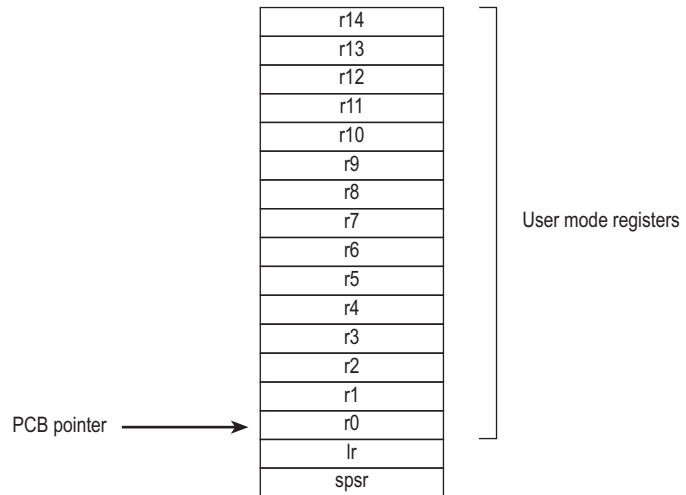 r14
r13
r12
r11
r10
r9
r8
r7
User mode registers
r6
r5
r4
r3
r2
r1
PCB pointer
r0
lr
spsr